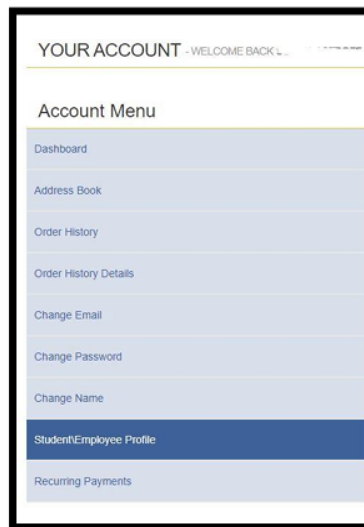 YOUR ACCOUNT - WELCOME BACK
Account Menu
Dashboard
Address Book
Order History
Order History Details
Change Email
Change Password
Change Name
Student\Employee Profile
Recurring Payments